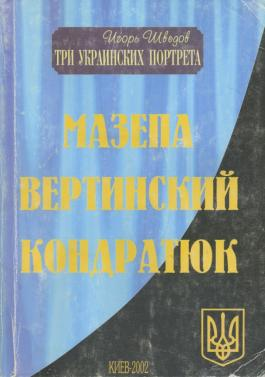 Игорь Шведов
ТРИ УКРАИНСКИХ ПОРТРЕТА
МАЗЕПА
ВЕРТИНСКИЙ
КОНДРАТЮК
КИЕВ-2002